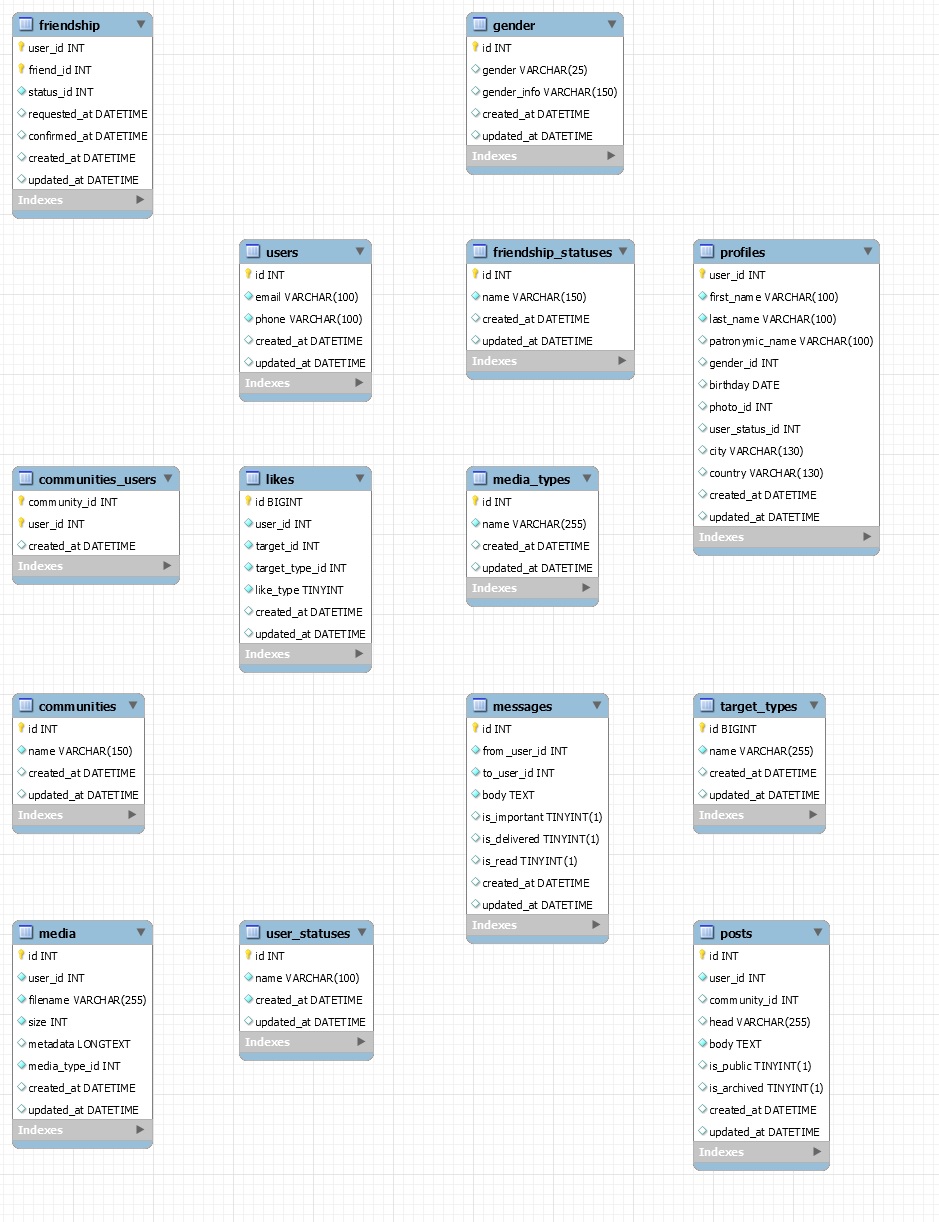 friendship
user_id INT
friend_id INT
status_id INT
requested_at DATETIME
confirmed_at DATETIME
created_at DATETIME
updated_at DATETIME
Indexes
gender
id INT
gender VARCHAR(25)
gender_info VARCHAR(150)
created_at DATETIME
updated_at DATETIME
Indexes
users
id INT
email VARCHAR(100)
phone VARCHAR(100)
created_at DATETIME
updated_at DATETIME
Indexes
friendship_statuses
id INT
name VARCHAR(150)
created_at DATETIME
updated_at DATETIME
Indexes
profiles
user_id INT
first_name VARCHAR(100)
last_name VARCHAR(100)
patronymic_name VARCHAR(100)
gender_id INT
birthday DATE
photo_id INT
user_status_id INT
city VARCHAR(130)
country VARCHAR(130)
created_at DATETIME
updated_at DATETIME
Indexes
communities_users
community_id INT
user_id INT
created_at DATETIME
Indexes
likes
id BIGINT
user_id INT
target_id INT
target_type_id INT
like_type TINYINT
created_at DATETIME
updated_at DATETIME
Indexes
media_types
id INT
name VARCHAR(255)
created_at DATETIME
updated_at DATETIME
Indexes
communities
id INT
name VARCHAR(150)
created_at DATETIME
updated_at DATETIME
Indexes
messages
id INT
from_user_id INT
to_user_id INT
body TEXT
is_important TINYINT(1)
is_delivered TINYINT(1)
is_read TINYINT(1)
created_at DATETIME
updated_at DATETIME
Indexes
target_types
id BIGINT
name VARCHAR(255)
created_at DATETIME
updated_at DATETIME
Indexes
media
id INT
user_id INT
filename VARCHAR(255)
size INT
metadata LONGTEXT
media_type_id INT
created_at DATETIME
updated_at DATETIME
Indexes
user_statuses
id INT
name VARCHAR(100)
created_at DATETIME
updated_at DATETIME
Indexes
posts
id INT
user_id INT
community_id INT
head VARCHAR(255)
body TEXT
is_public TINYINT(1)
is_archived TINYINT(1)
created_at DATETIME
updated_at DATETIME
Indexes